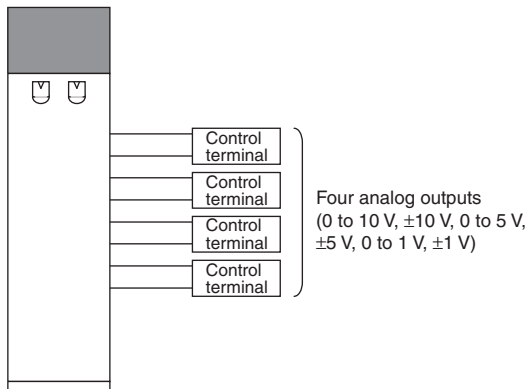 Control
terminal
Control
terminal
Control
terminal
Control
terminal
Four analog outputs
(0 to 10 V, ±10 V, 0 to 5 V,
±5 V, 0 to 1 V, ±1 V)